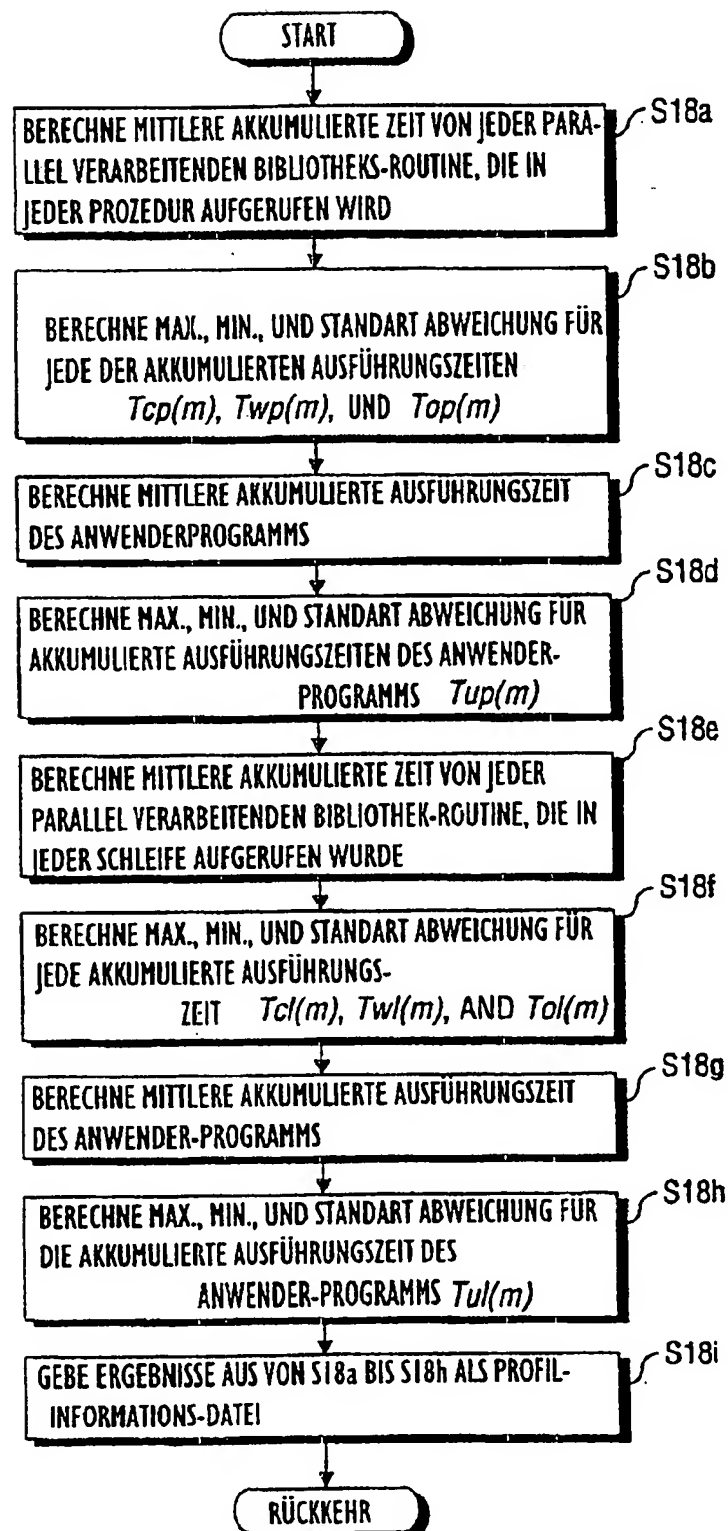 START
S18a
BERECHNE MITTLERE AKKUMULIERTE ZEIT VON JEDER PARA-
LLEL VERARBEITENDEN BIBLIOTHEKS-ROUTINE, DIE IN
JEDER PROZEDUR AUFGERUFEN WIRD
S18b
BERECHNE MAX., MIN., UND STANDART ABWEICHUNG FÜR
JEDE DER AKKUMULIERTEN AUSFÜHRUNGSZEITEN
Tcp(m), Twp(m), UND Top(m)
S18c
BERECHNE MITTLERE AKKUMULIERTE AUSFÜHRUNGSZEIT
DES ANWENDERPROGRAMMS
S18d
BERECHNE MAX., MIN., UND STANDART ABWEICHUNG FÜR
AKKUMULIERTE AUSFÜHRUNGSZEITEN DES ANWENDER-
PROGRAMMS Tup(m)
S18e
BERECHNE MITTLERE AKKUMULIERTE ZEIT VON JEDER
PARALLEL VERARBEITENDEN BIBLIOTHEK-ROUTINE, DIE IN
JEDER SCHLEIFE AUFGERUFEN WURDE
S18f
BERECHNE MAX., MIN., UND STANDART ABWEICHUNG FÜR
JEDE AKKUMULIERTE AUSFÜHRUNGS-
ZEIT Tcl(m), Twl(m), AND Tol(m)
S18g
BERECHNE MITTLERE AKKUMULIERTE AUSFÜHRUNGSZEIT
DES ANWENDER-PROGRAMMS
S18h
BERECHNE MAX., MIN., UND STANDART ABWEICHUNG FÜR
DIE AKKUMULIERTE AUSFÜHRUNGSZEIT DES
ANWENDER-PROGRAMMS Tul(m)
S18i
GEBE ERGEBNISSE AUS VON S18a BIS S18h ALS PROFIL-
INFORMATIONS-DATEI
RÜCKKEHR